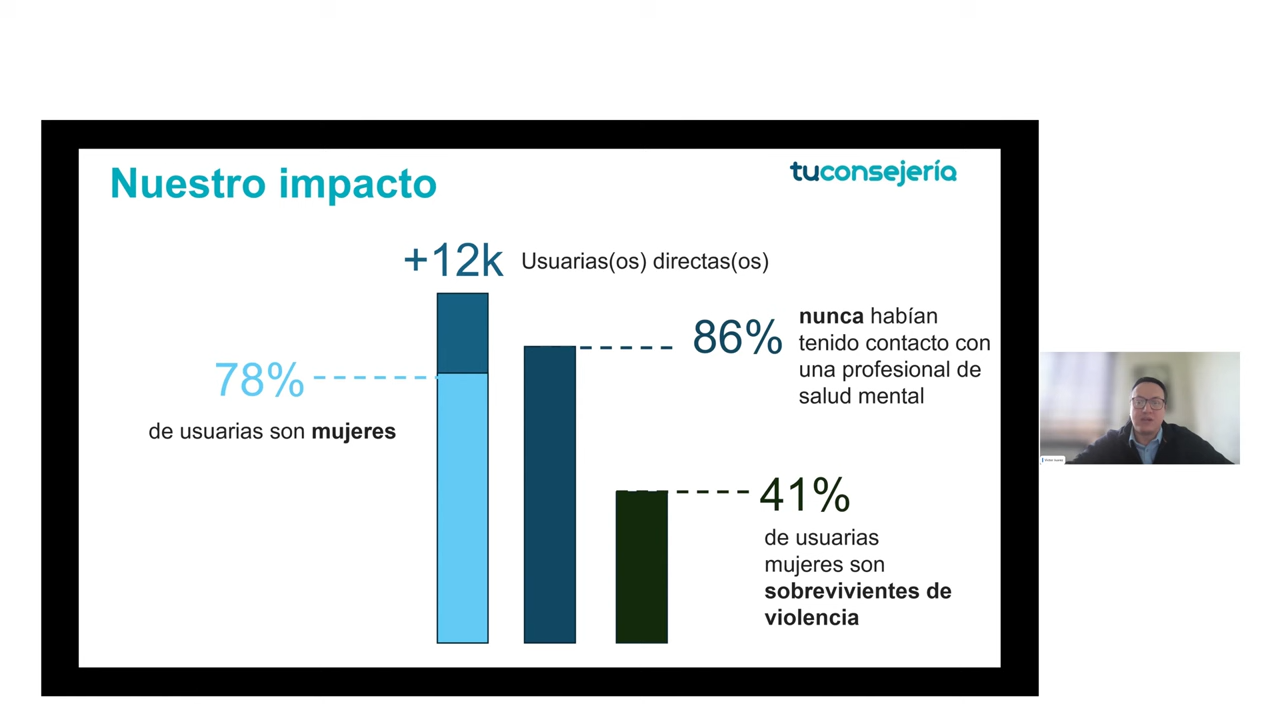 Nuestro impacto
tuconsejería
+12k Usuarias(os) directas(os)
78%
de usuarias son mujeres
86%
nunca habían
tenido contacto con
una profesional de
salud mental
41%
de usuarias
mujeres son
sobrevivientes de
violencia